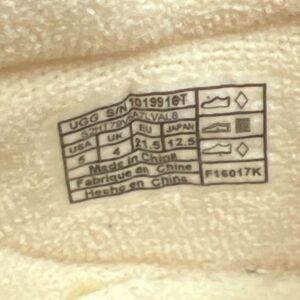 UGG S/N 1019916T
USA UK EU JAPAN
5 4 21.5 12.5
Made in China
Fabriqué en Chine
Hecho en China
F16017K